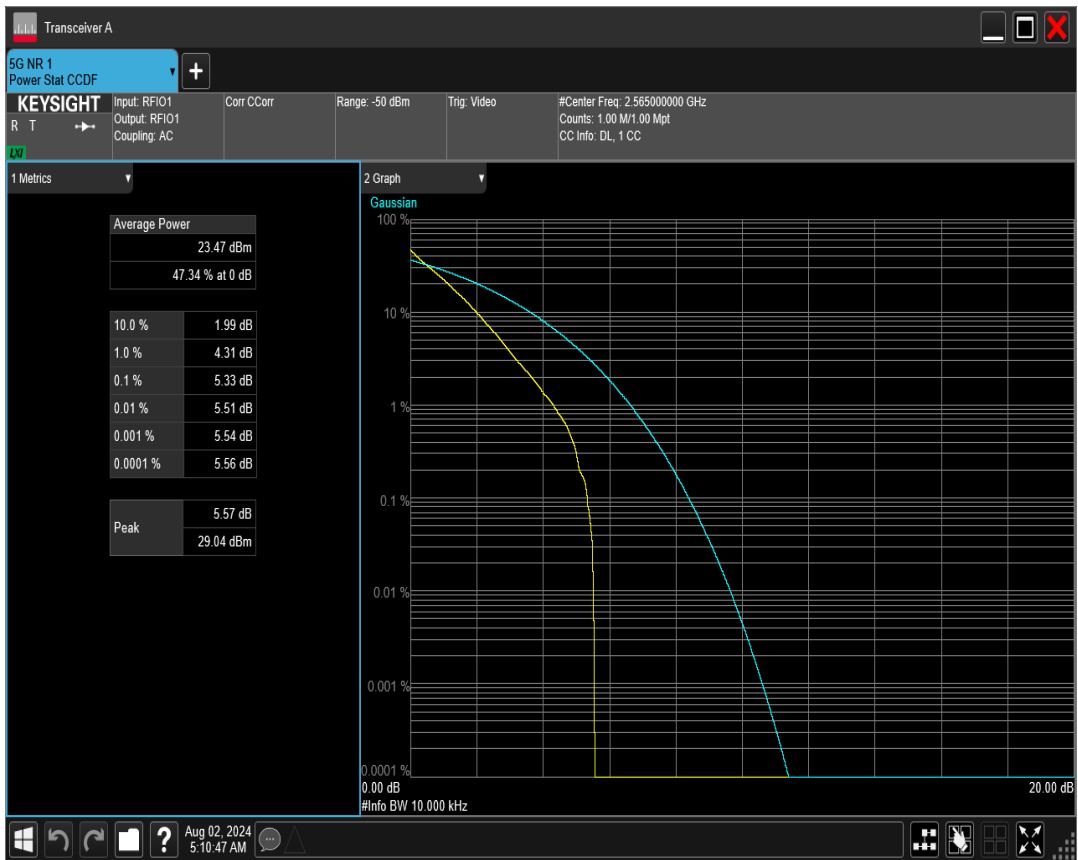 Transceiver A
5G NR 1
Power Stat CCDF
+
KEYSIGHT
R T
LXI
Input: RFIO1
Output: RFIO1
Coupling: AC
Corr CCorr
Range: -50 dBm
Trig: Video
#Center Freq: 2.565000000 GHz
Counts: 1.00 M/1.00 Mpt
CC Info: DL, 1 CC
1 Metrics
Average Power
23.47 dBm
47.34 % at 0 dB
10.0 % 1.99 dB
1.0 % 4.31 dB
0.1 % 5.33 dB
0.01 % 5.51 dB
0.001 % 5.54 dB
0.0001 % 5.56 dB
Peak
5.57 dB
29.04 dBm
2 Graph
Gaussian
100 %
10 %
1 %
0.1 %
0.01 %
0.001 %
0.0001 %
0.00 dB 20.00 dB
#Info BW 10.000 kHz
?
Aug 02, 2024
5:10:47 AM